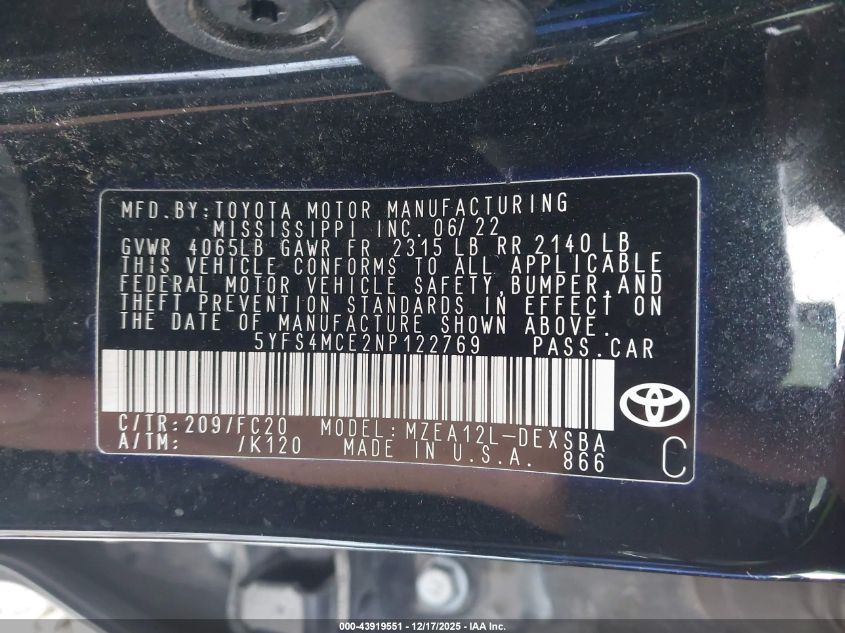 MFD.BY:TOYOTA MOTOR MANUFACTURING
MISSISSIPPI INC. 06/22
GVWR 4065LB GAWR FR 2315 LB RR 2140 LB
THIS VEHICLE CONFORMS TO ALL APPLICABLE
FEDERAL MOTOR VEHICLE SAFETY,BUMPER,AND
THEFT PREVENTION STANDARDS IN EFFECT ON
THE DATE OF MANUFACTURE SHOWN ABOVE.
5YFS4MCE2NP122769 PASS.CAR
C/TR:209/FC20 MODEL:MZEA12L-DEXSBA
A/TM: /K120 MADE IN U.S.A. 866
C
000-43919551 - 12/17/2025 - IAA Inc.